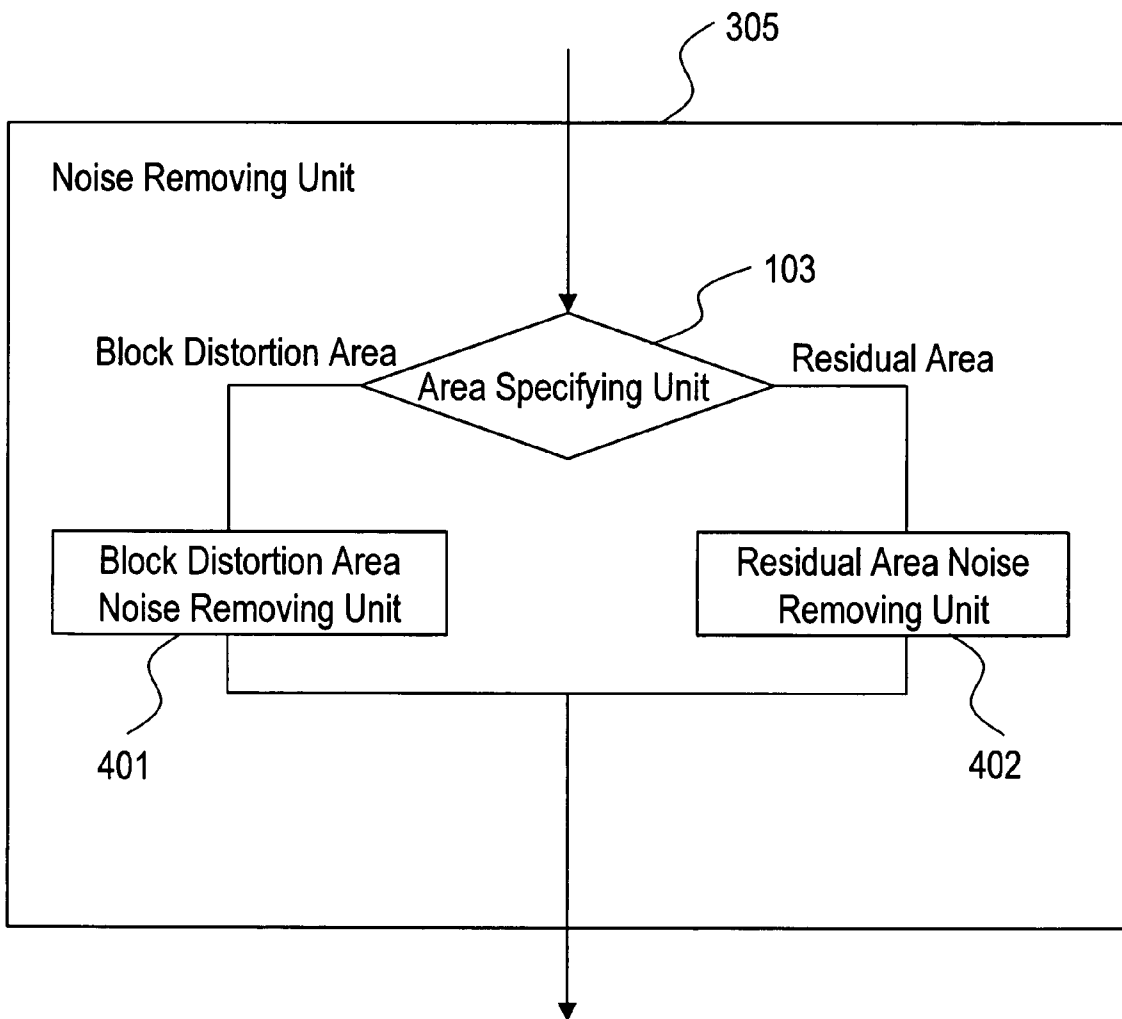 305
Noise Removing Unit
103
Block Distortion Area
Residual Area
Area Specifying Unit
Block Distortion Area
Noise Removing Unit
Residual Area Noise
Removing Unit
401
402